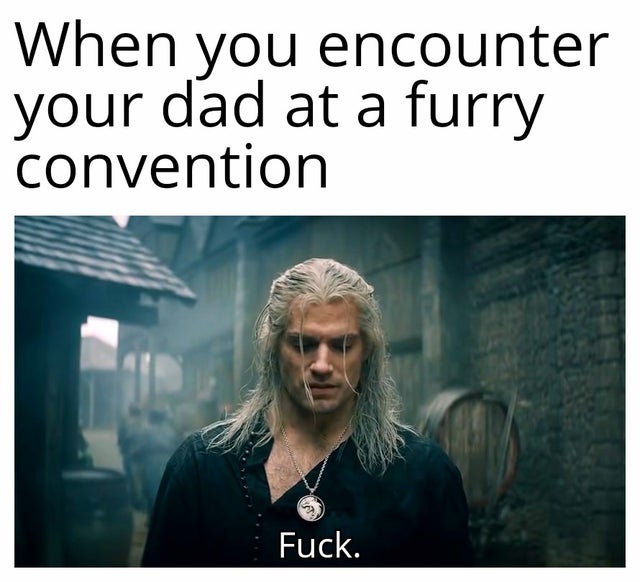 When you encounter
your dad at a furry
convention
Fuck.